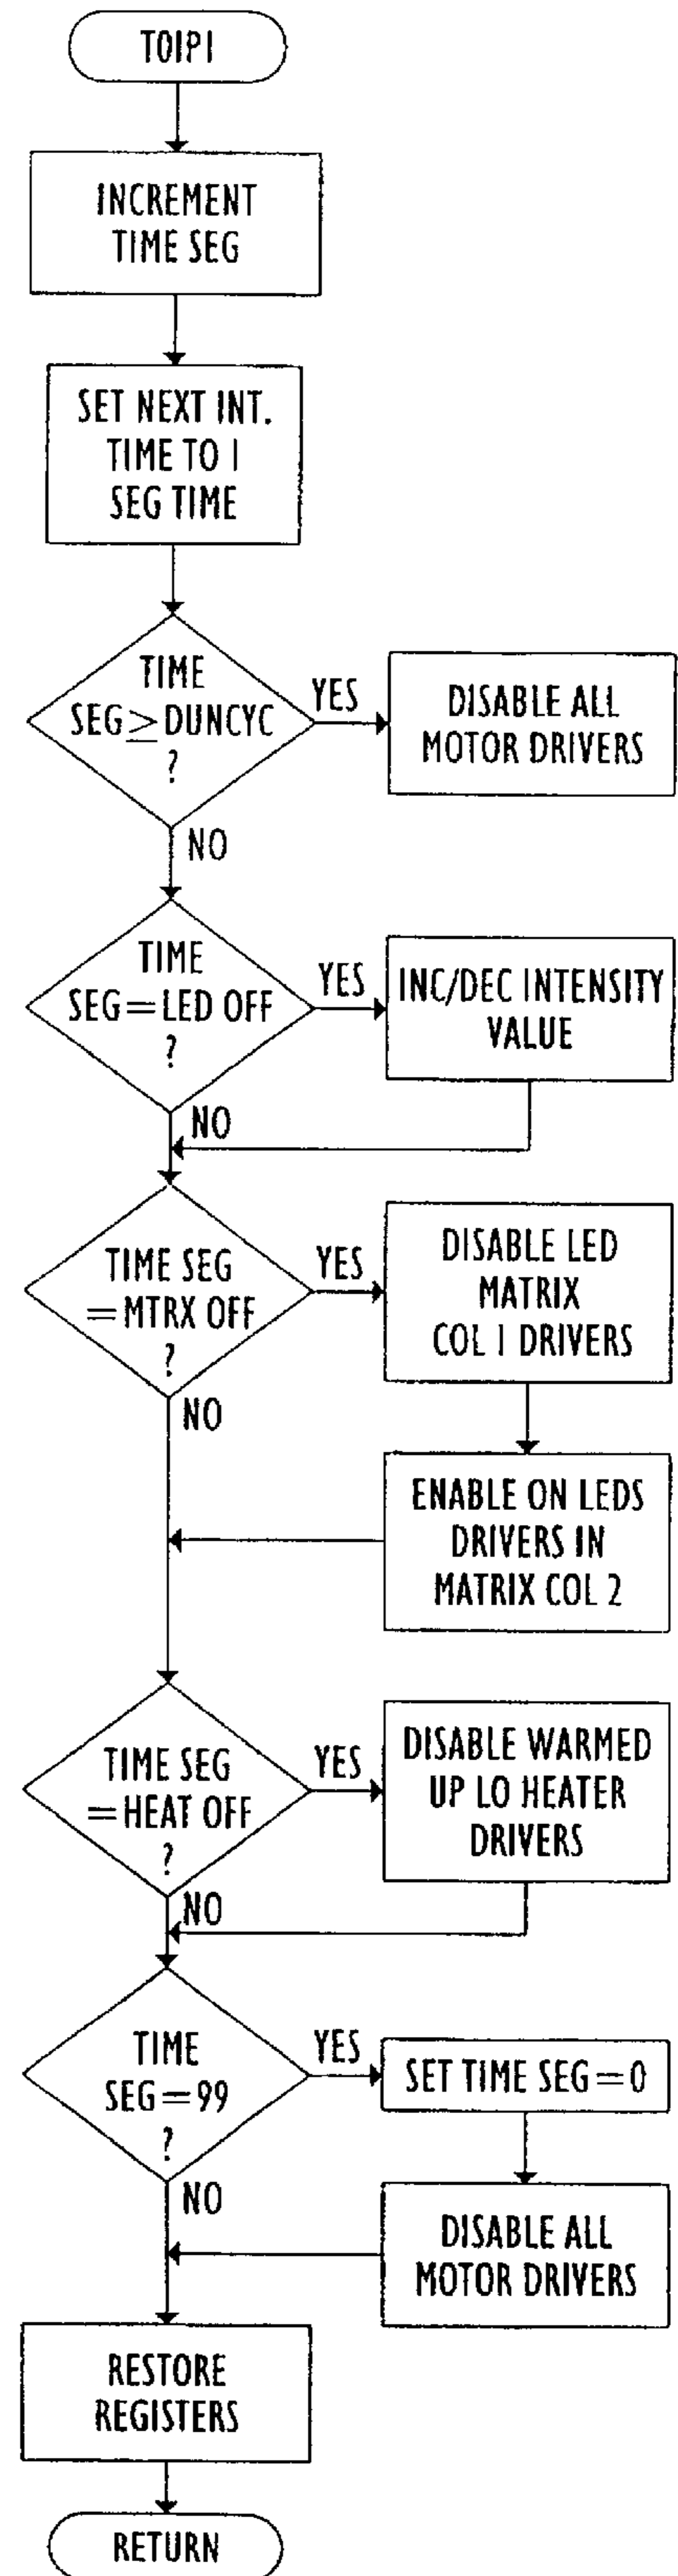 TOIPI
INCREMENT
TIME SEG
SET NEXT INT.
TIME TO 1
SEG TIME
TIME
SEG≥DUNCYC
?
YES
DISABLE ALL
MOTOR DRIVERS
NO
TIME
SEG=LED OFF
?
YES
INC/DEC INTENSITY
VALUE
NO
TIME SEG
=MTRX OFF
?
YES
DISABLE LED
MATRIX
COL 1 DRIVERS
NO
ENABLE ON LEDS
DRIVERS IN
MATRIX COL 2
TIME SEG
=HEAT OFF
?
YES
DISABLE WARMED
UP LO HEATER
DRIVERS
NO
TIME
SEG=99
?
YES
SET TIME SEG=0
NO
DISABLE ALL
MOTOR DRIVERS
RESTORE
REGISTERS
RETURN